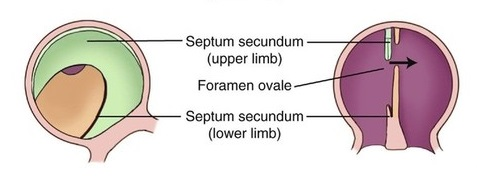 Septum secundum
(upper limb)
Foramen ovale
Septum secundum
(lower limb)